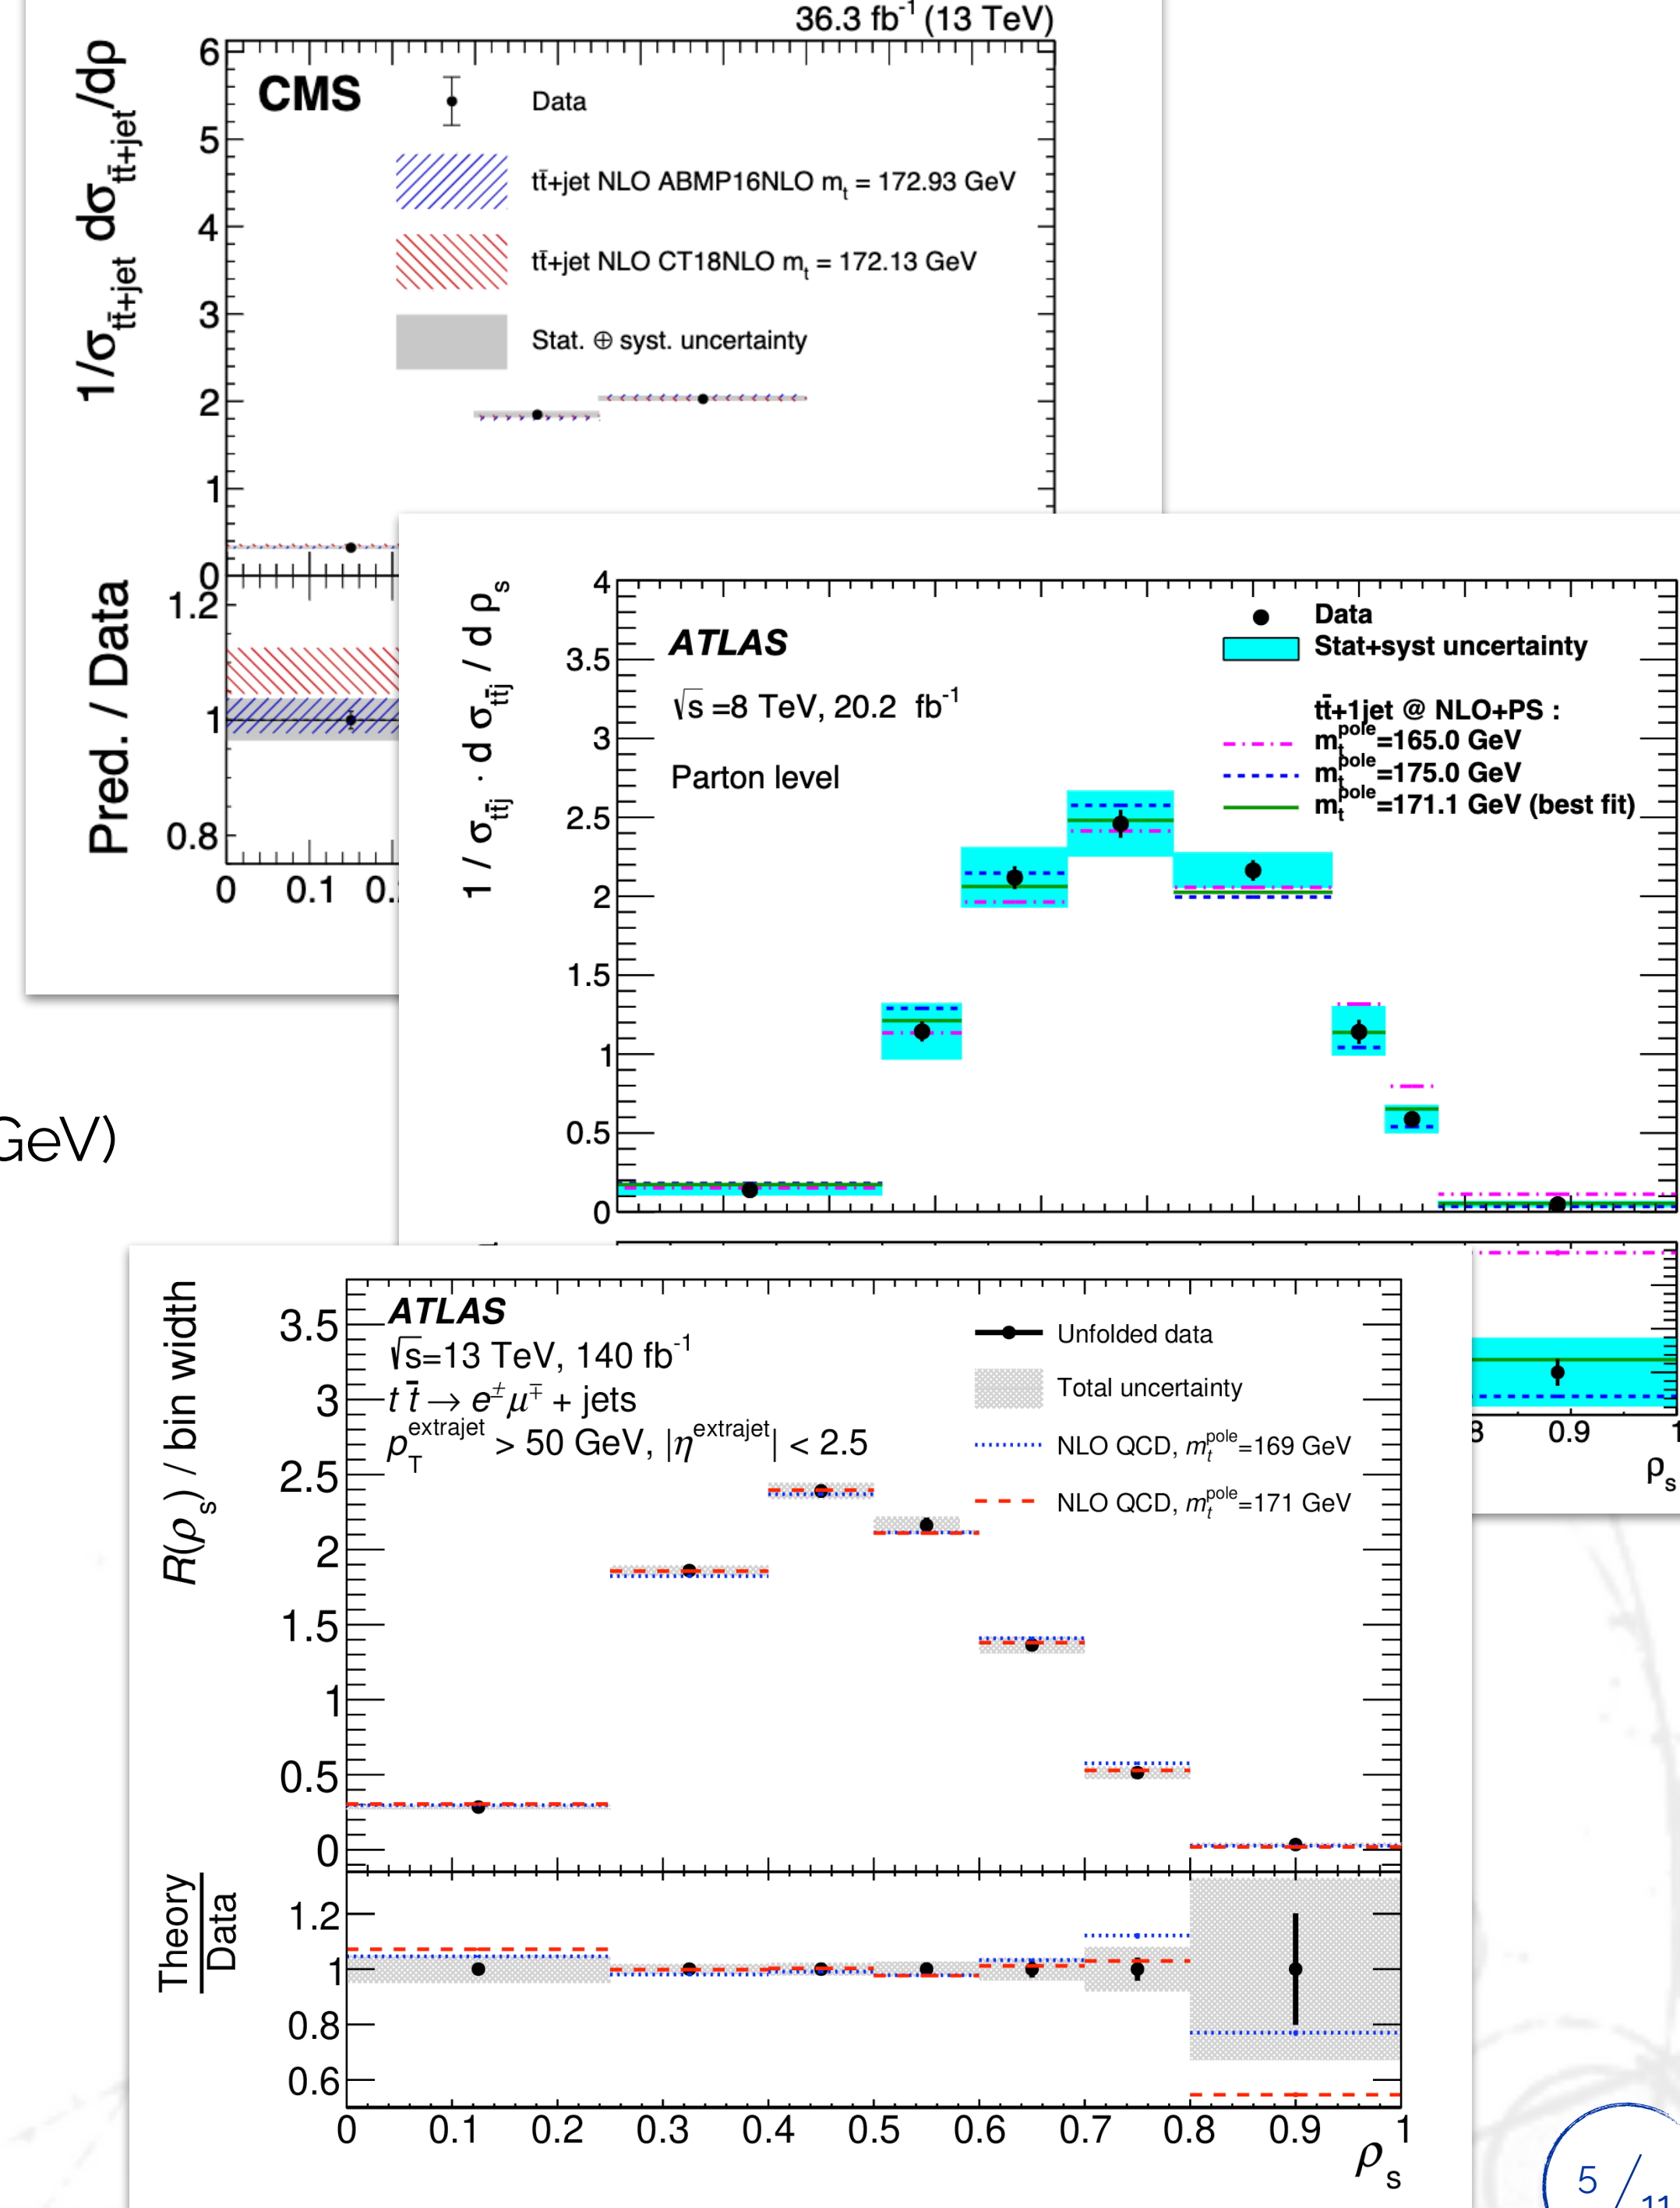 36.3 fb⁻¹ (13 TeV)
1/σ_tt̄+jet dσ_tt̄+jet/dρ
6
CMS
Data
5
tt̄+jet NLO ABMP16NLO m_t = 172.93 GeV
4
tt̄+jet NLO CT18NLO m_t = 172.13 GeV
3
Stat. ⊕ syst. uncertainty
2
1
0
Pred. / Data
1.2
1
0.8
0 0.1
1 / σ_tt̄j · d σ_tt̄j / d ρ_s
4
ATLAS
Data
Stat+syst uncertainty
3.5
√s =8 TeV, 20.2 fb⁻¹
tt̄+1jet @ NLO+PS :
m_t^pole=165.0 GeV
3
Parton level
m_t^pole=175.0 GeV
m_t^pole=171.1 GeV (best fit)
2.5
2
1.5
1
0.5
0
GeV)
0.9 1
ρ_s
R(ρ_s) / bin width
ATLAS
√s=13 TeV, 140 fb⁻¹
t t̄ → e^±μ^∓ + jets
p_T^extrajet > 50 GeV, |η^extrajet| < 2.5
Unfolded data
Total uncertainty
NLO QCD, m_t^pole=169 GeV
NLO QCD, m_t^pole=171 GeV
3.5
3
2.5
2
1.5
1
0.5
0
Theory
Data
1.2
1
0.8
0.6
0 0.1 0.2 0.3 0.4 0.5 0.6 0.7 0.8 0.9 1
ρ_s
5 / 11